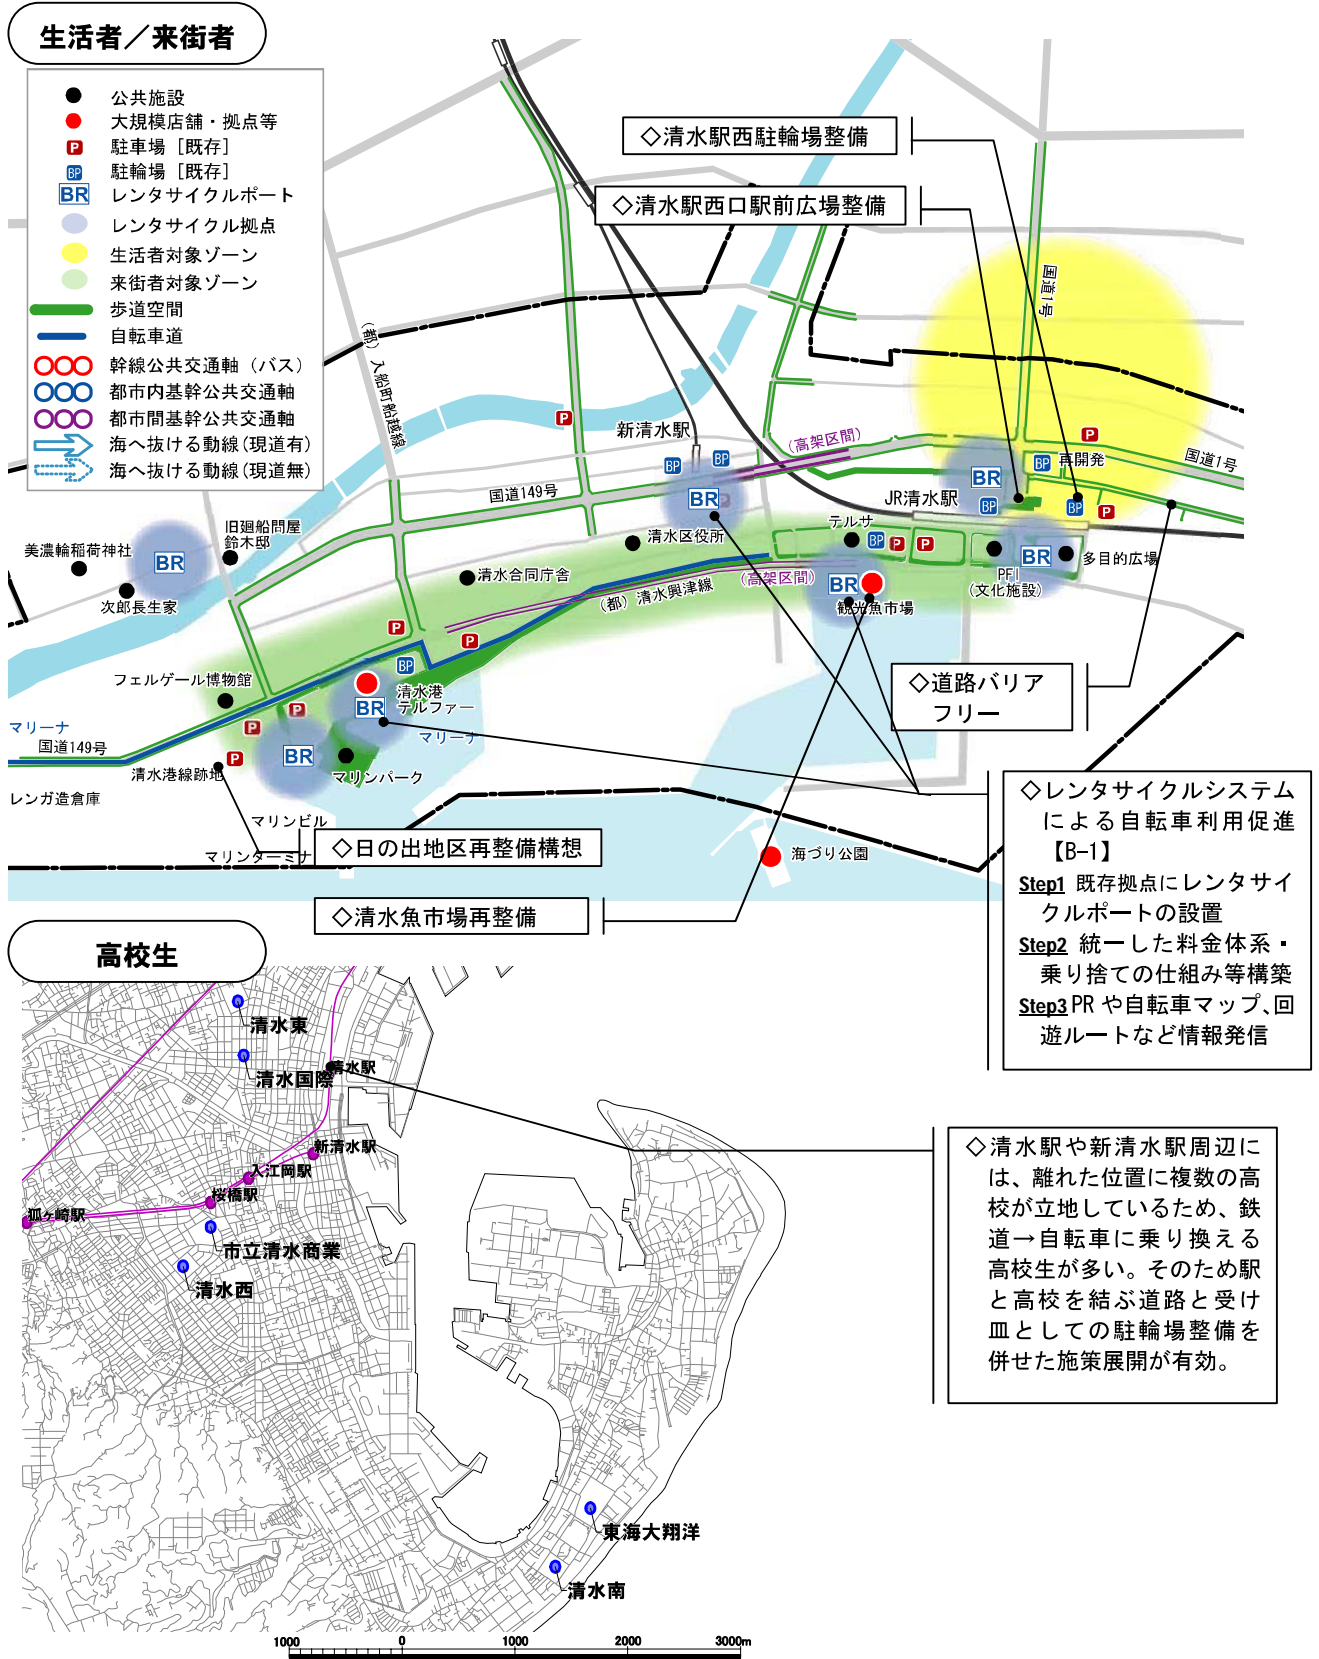 生活者／来街者
公共施設
大規模店舗・拠点等
P 駐車場［既存］
BP 駐輪場［既存］
BR レンタサイクルポート
レンタサイクル拠点
生活者対象ゾーン
来街者対象ゾーン
歩道空間
自転車道
幹線公共交通軸（バス）
都市内基幹公共交通軸
都市間基幹公共交通軸
海へ抜ける動線(現道有)
海へ抜ける動線(現道無)
◇清水駅西駐輪場整備
◇清水駅西口駅前広場整備
国道1号
（都）入船町船越線
P
新清水駅
（高架区間）
P
国道1号
BP
BP
BR
BP
再開発
国道149号
BR
JR清水駅
BP
BP
P
旧廻船問屋
鈴木邸
美濃輪稲荷神社
BR
次郎長生家
清水区役所
テルサ
BP
P
P
BR
多目的広場
PFI
（文化施設）
清水合同庁舎
（高架区間）
（都）清水興津線
BR
観光魚市場
P
P
BP
フェルゲール博物館
清水港
テルファー
BR
マリーナ
P
P
マリーナ
国道149号
P
BR
清水港線跡地
マリンパーク
レンガ造倉庫
マリンビル
マリンターミナ
◇道路バリア
フリー
◇日の出地区再整備構想
海づり公園
◇清水魚市場再整備
◇レンタサイクルシステム
による自転車利用促進
【B-1】
Step1 既存拠点にレンタサイ
クルポートの設置
Step2 統一した料金体系・
乗り捨ての仕組み等構築
Step3 PRや自転車マップ、回
遊ルートなど情報発信
高校生
清水東
清水国際
清水駅
新清水駅
入江岡駅
桜橋駅
狐ヶ崎駅
市立清水商業
清水西
東海大翔洋
清水南
◇清水駅や新清水駅周辺に
は、離れた位置に複数の高
校が立地しているため、鉄
道→自転車に乗り換える
高校生が多い。そのため駅
と高校を結ぶ道路と受け
皿としての駐輪場整備を
併せた施策展開が有効。
1000 0 1000 2000 3000m